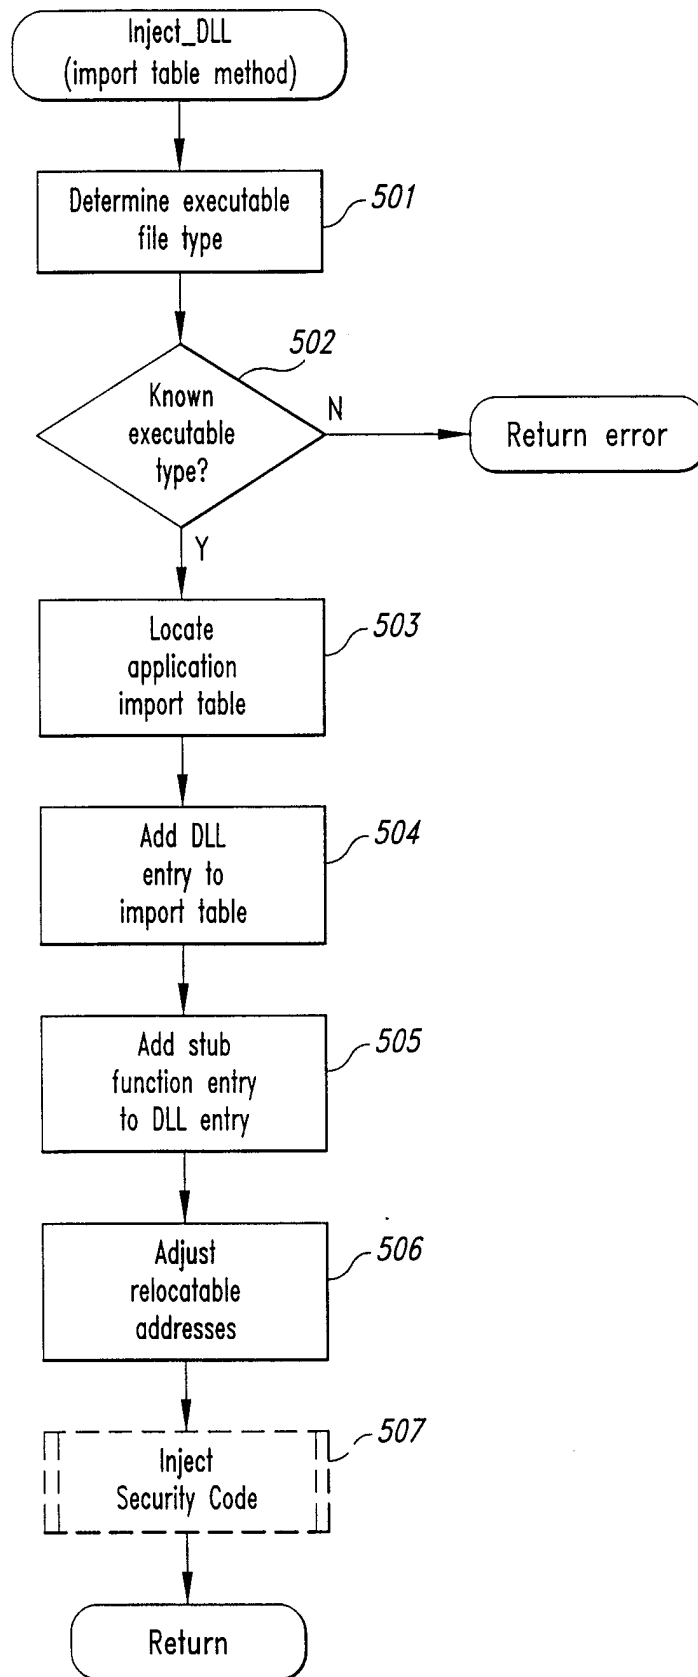 Inject_DLL
(import table method)
Determine executable
file type
501
502
Known
executable
type?
N
Return error
Y
Locate
application
import table
503
Add DLL
entry to
import table
504
Add stub
function entry
to DLL entry
505
Adjust
relocatable
addresses
506
Inject
Security Code
507
Return